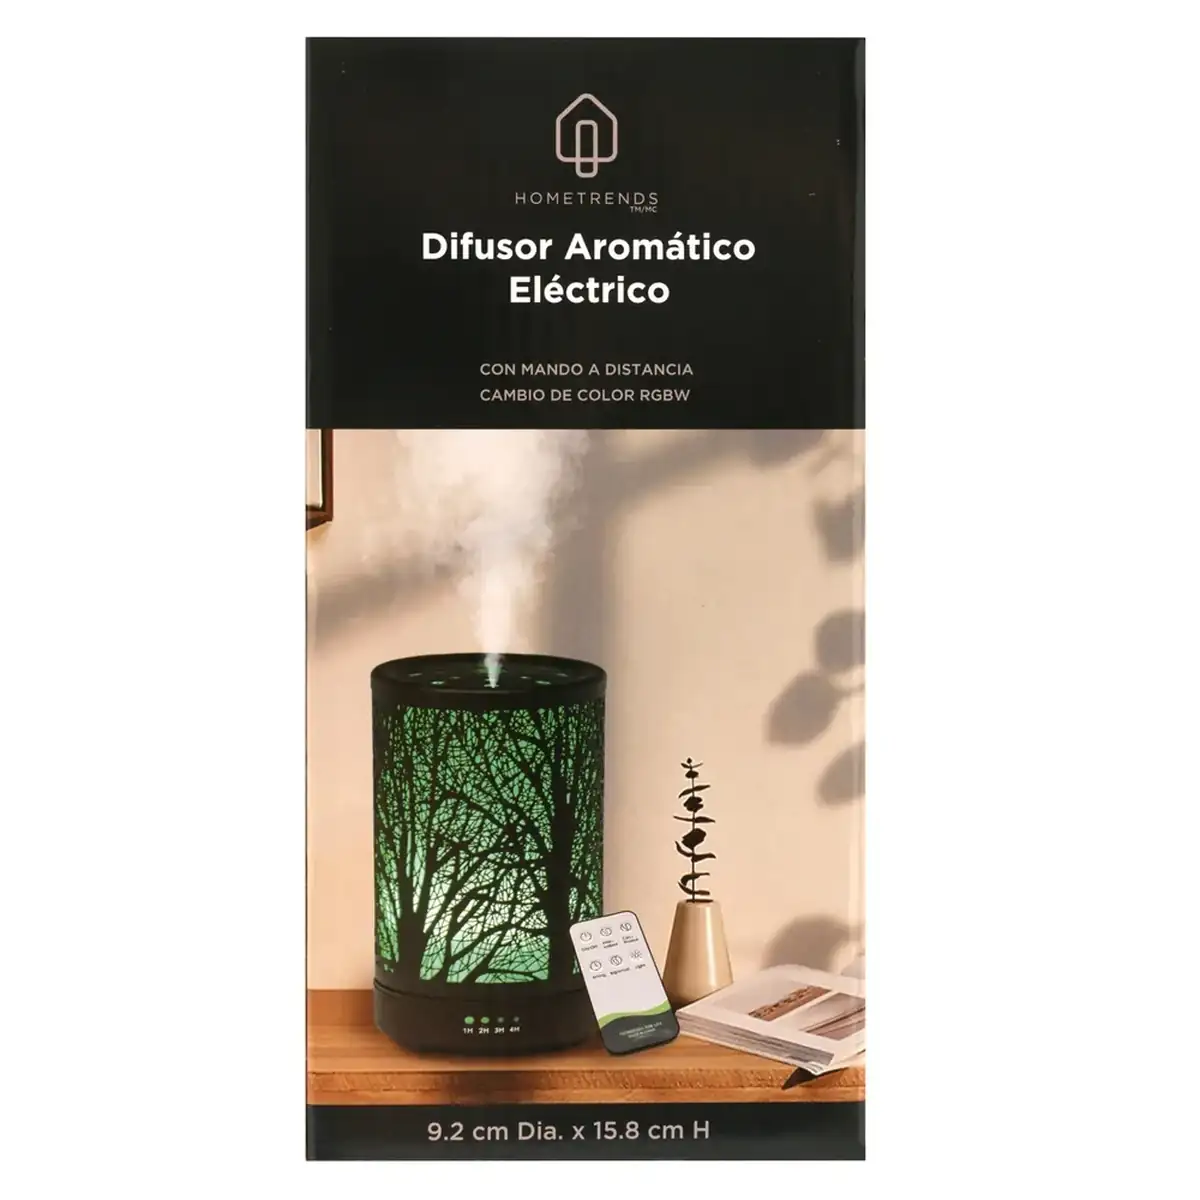 HOMETRENDS
TM/MC
Difusor Aromático
Eléctrico
CON MANDO A DISTANCIA
CAMBIO DE COLOR RGBW
1H 2H 3H 4H
9.2 cm Dia. x 15.8 cm H